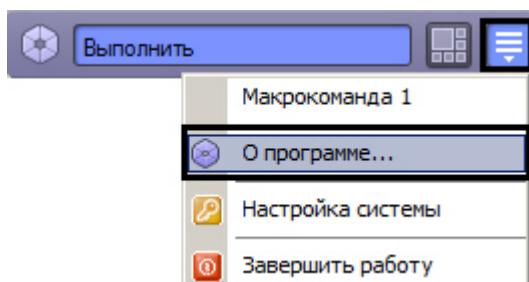 Выполнить
Макрокоманда 1
О программе...
Настройка системы
Завершить работу